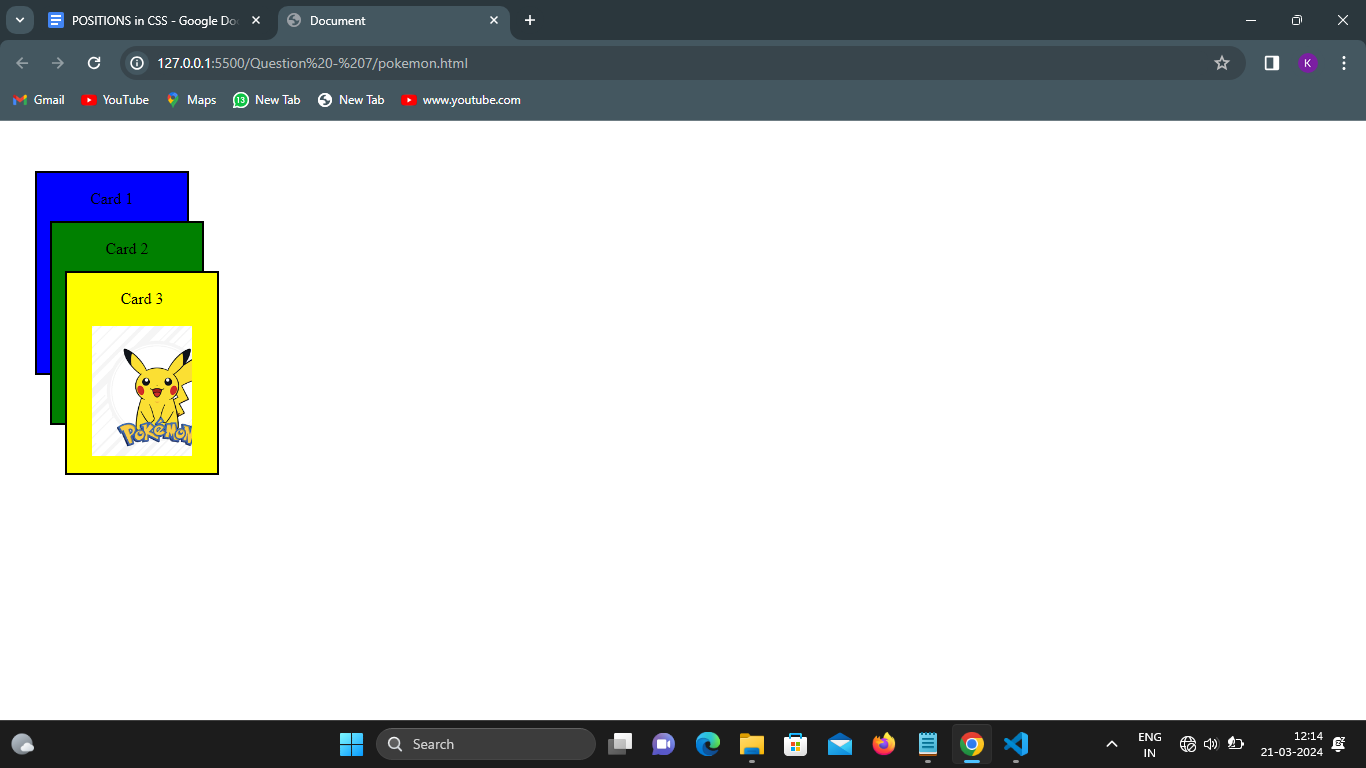 POSITIONS in CSS - Google Do
Document
127.0.0.1:5500/Question%20-%207/pokemon.html
K
Gmail
YouTube
Maps
13
New Tab
New Tab
www.youtube.com
Card 1
Card 2
Card 3
POKéMON
Search
ENG
IN
12:14
21-03-2024